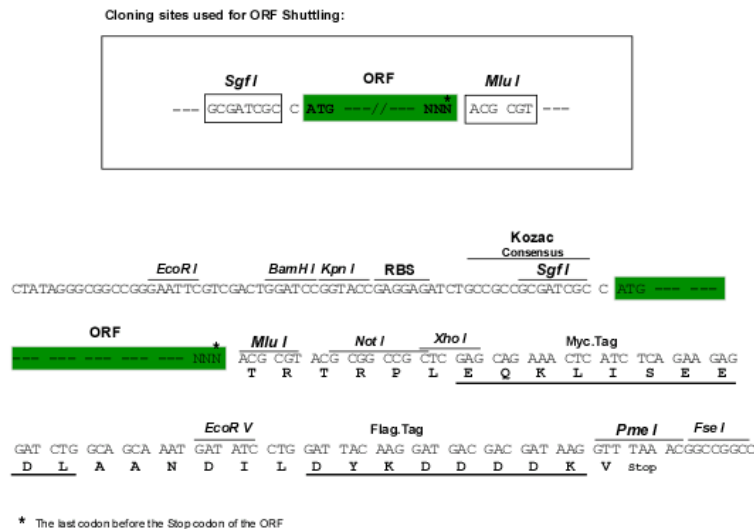 Cloning sites used for ORF Shuttling:
Sgf I ORF Mlu I
--- GCGATCGC C ATG ---//--- NNN* ACG CGT ---
Kozac
Consensus
EcoR I BamH I Kpn I RBS Sgf I
CTATAGGGCGGCCGGGAATTCGTCGACTGGATCCGGTACCGAGGAGATCTGCCGCCGCGATCGC C ATG --- ---
ORF Mlu I Not I Xho I Myc.Tag
--- --- --- --- --- --- NNN* ACG CGT ACG CGG CCG CTC GAG CAG AAA CTC ATC TCA GAA GAG
T R T R P L E Q K L I S E E
EcoR V Flag.Tag Pme I Fse I
GAT CTG GCA GCA AAT GAT ATC CTG GAT TAC AAG GAT GAC GAC GAT AAG GTT TAA ACGGCCGGCC
D L A A N D I L D Y K D D D D K V Stop
* The last codon before the Stop codon of the ORF